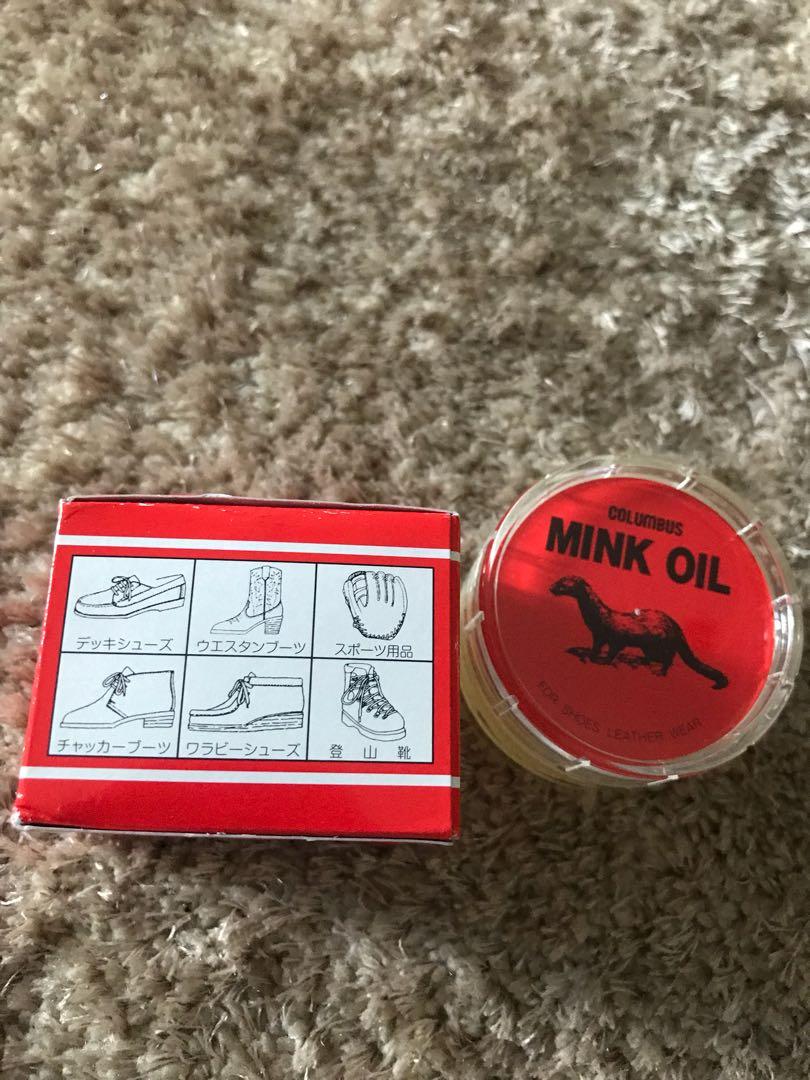 デッキシューズ
ウエスタンブーツ
スポーツ用品
チャッカーブーツ
ワラビーシューズ
登山靴
COLUMBUS
MINK OIL
FOR SHOES LEATHER WEAR